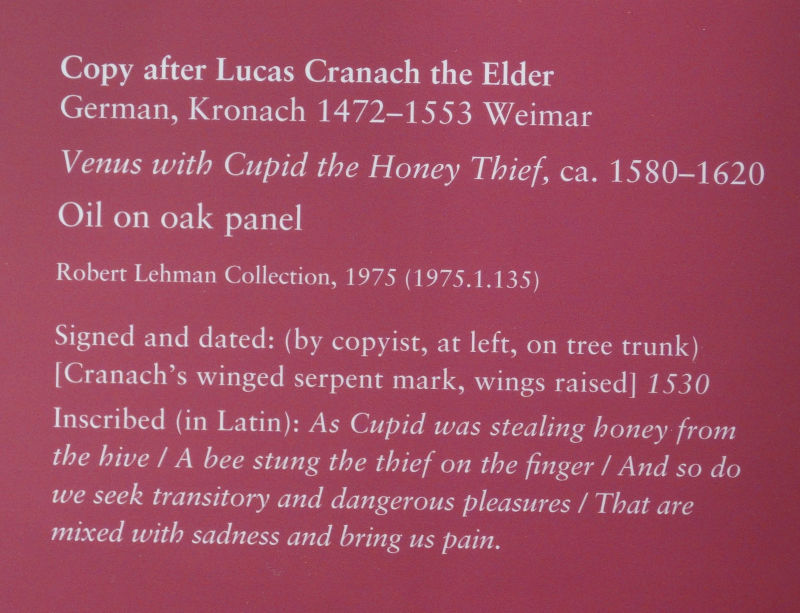 Copy after Lucas Cranach the Elder
German, Kronach 1472–1553 Weimar
Venus with Cupid the Honey Thief, ca. 1580–1620
Oil on oak panel
Robert Lehman Collection, 1975 (1975.1.135)
Signed and dated: (by copyist, at left, on tree trunk)
[Cranach's winged serpent mark, wings raised] 1530
Inscribed (in Latin): As Cupid was stealing honey from
the hive / A bee stung the thief on the finger / And so do
we seek transitory and dangerous pleasures / That are
mixed with sadness and bring us pain.